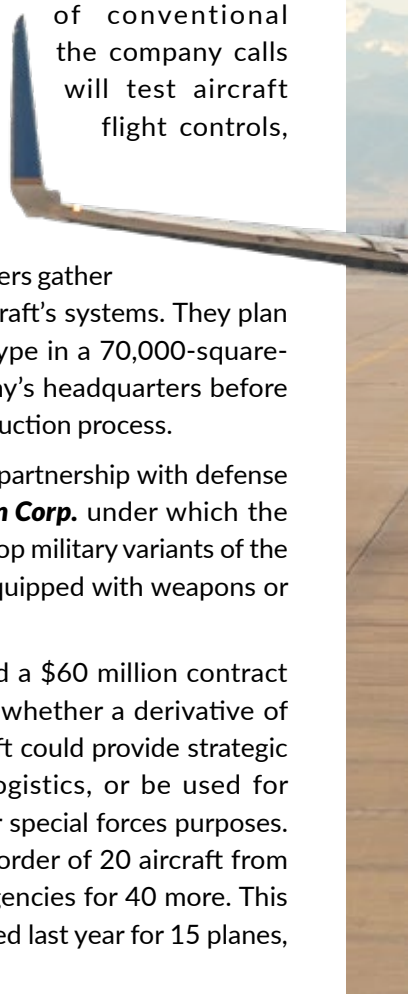 of conventional
the company calls
will test aircraft
flight controls,
ers gather
raft's systems. They plan
ype in a 70,000-square-
y's headquarters before
uction process.
partnership with defense
n Corp. under which the
op military variants of the
quipped with weapons or
d a $60 million contract
whether a derivative of
ft could provide strategic
ogistics, or be used for
r special forces purposes.
order of 20 aircraft from
gencies for 40 more. This
ed last year for 15 planes,